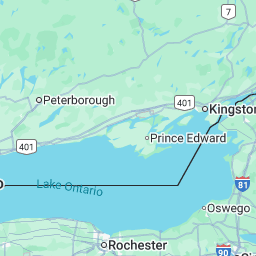 7
Peterborough
401
Kingston
Prince Edward
401
Lake Ontario
81
Oswego
Rochester
90